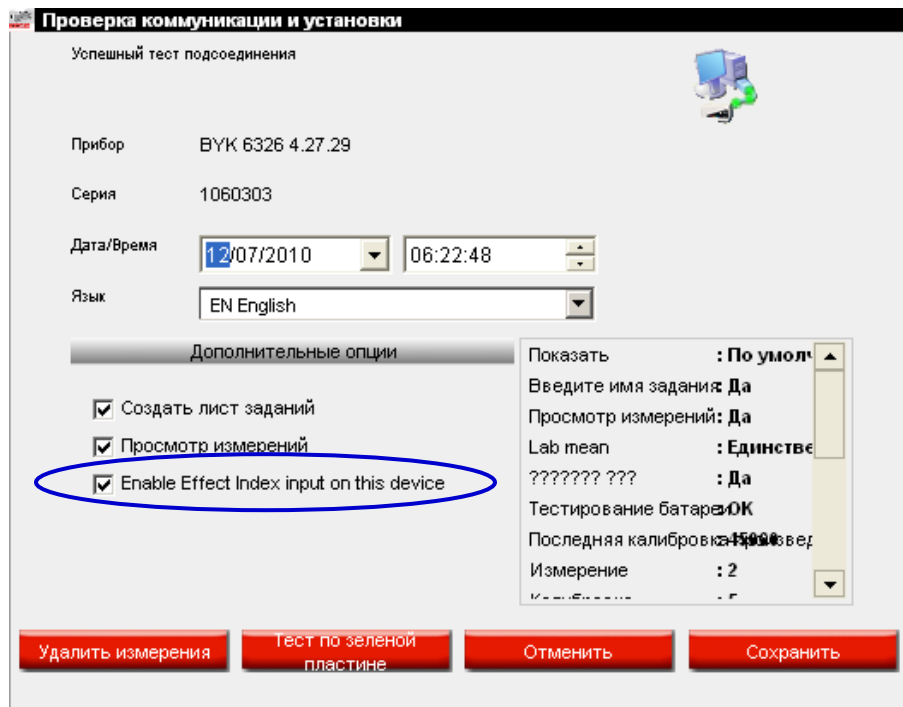 Проверка коммуникации и установки
Успешный тест подсоединения
Прибор BYK 6326 4.27.29
Серия 1060303
Дата/Время 12/07/2010 06:22:48
Язык EN English
Дополнительные опции
Создать лист заданий
Просмотр измерений
Enable Effect Index input on this device
Показать : По умолч
Введите имя задания: Да
Просмотр измерений: Да
Lab mean : Единстве
??????? ??? : Да
Тестирование батареи: OK
Последняя калибровка
Измерение : 2
Удалить измерения
Тест по зеленой
пластине
Отменить
Сохранить